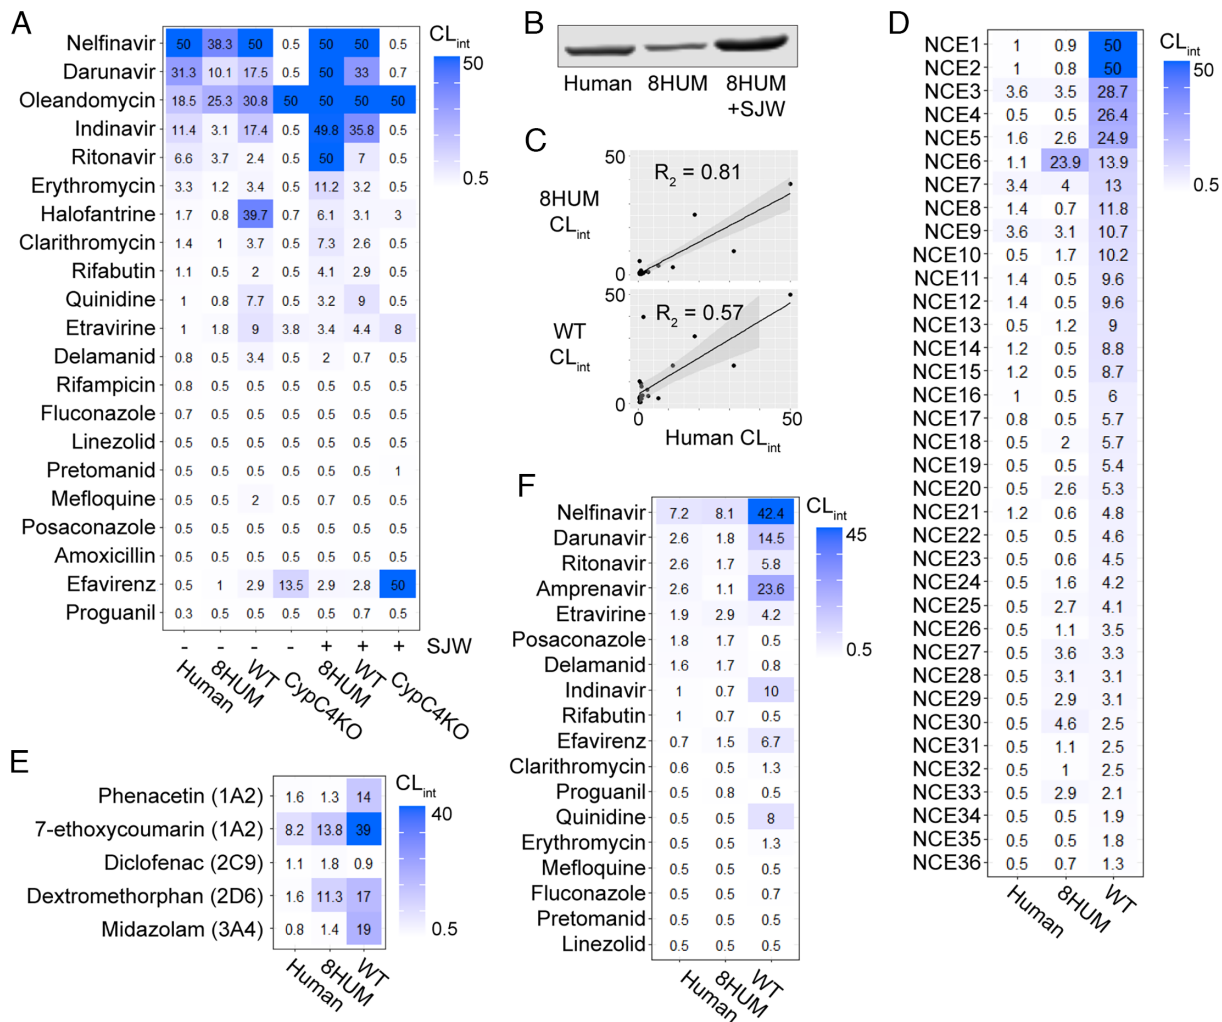 A
CLint
Nelfinavir 50 38.3 50 0.5 50 50 0.5
50
Darunavir 31.3 10.1 17.5 0.5 50 33 0.7
Oleandomycin 18.5 25.3 30.8 50 50 50 50
Indinavir 11.4 3.1 17.4 0.5 49.8 35.8 0.5
Ritonavir 6.6 3.7 2.4 0.5 50 7 0.5
0.5
Erythromycin 3.3 1.2 3.4 0.5 11.2 3.2 0.5
Halofantrine 1.7 0.8 39.7 0.7 6.1 3.1 3
Clarithromycin 1.4 1 3.7 0.5 7.3 2.6 0.5
Rifabutin 1.1 0.5 2 0.5 4.1 2.9 0.5
Quinidine 1 0.8 7.7 0.5 3.2 9 0.5
Etravirine 1 1.8 9 3.8 3.4 4.4 8
Delamanid 0.8 0.5 3.4 0.5 2 0.7 0.5
Rifampicin 0.8 0.5 0.5 0.5 0.5 0.5 0.5
Fluconazole 0.7 0.5 0.5 0.5 0.5 0.5 0.5
Linezolid 0.5 0.5 0.5 0.5 0.5 0.5 0.5
Pretomanid 0.5 0.5 0.5 0.5 0.5 0.5 1
Mefloquine 0.5 0.5 2 0.5 0.7 0.5 0.5
Posaconazole 0.5 0.5 0.5 0.5 0.5 0.5 0.5
Amoxicillin 0.5 0.5 0.5 0.5 0.5 0.5 0.5
Efavirenz 0.5 1 2.9 13.5 2.9 2.8 50
Proguanil 0.3 0.5 0.5 0.5 0.5 0.7 0.5
- - - - + + + SJW
Human 8HUM WT CypC4KO 8HUM WT CypC4KO
B
Human 8HUM 8HUM
+SJW
C
50
R2 = 0.81
8HUM
CLint
0
50
R2 = 0.57
WT
CLint
0
0 50
Human CLint
D
CLint
NCE1 1 0.9 50
50
NCE2 1 0.8 50
NCE3 3.6 3.5 28.7
NCE4 0.5 0.5 26.4
NCE5 1.6 2.6 24.9
NCE6 1.1 23.9 13.9
0.5
NCE7 3.4 4 13
NCE8 1.4 0.7 11.8
NCE9 3.6 3.1 10.7
NCE10 0.5 1.7 10.2
NCE11 1.4 0.5 9.6
NCE12 1.4 0.5 9.6
NCE13 0.5 1.2 9
NCE14 1.2 0.5 8.8
NCE15 1.2 0.5 8.7
NCE16 1 0.5 6
NCE17 0.8 0.5 5.7
NCE18 0.5 2 5.7
NCE19 0.5 0.5 5.4
NCE20 0.5 2.6 5.3
NCE21 1.2 0.6 4.8
NCE22 0.5 0.5 4.6
NCE23 0.5 0.6 4.5
NCE24 0.5 1.6 4.2
NCE25 0.5 2.7 4.1
NCE26 0.5 1.1 3.5
NCE27 0.5 3.6 3.3
NCE28 0.5 3.1 3.1
NCE29 0.5 2.9 3.1
NCE30 0.5 4.6 2.5
NCE31 0.5 1.1 2.5
NCE32 0.5 1 2.5
NCE33 0.5 2.9 2.1
NCE34 0.5 0.5 1.9
NCE35 0.5 0.5 1.8
NCE36 0.5 0.7 1.3
Human 8HUM WT
E
CLint
Phenacetin (1A2) 1.6 1.3 14
40
7-ethoxycoumarin (1A2) 8.2 13.8 39
Diclofenac (2C9) 1.1 1.8 0.9
Dextromethorphan (2D6) 1.6 11.3 17
Midazolam (3A4) 0.8 1.4 19
0.5
Human 8HUM WT
F
CLint
Nelfinavir 7.2 8.1 42.4
45
Darunavir 2.6 1.8 14.5
Ritonavir 2.6 1.7 5.8
Amprenavir 2.6 1.1 23.6
Etravirine 1.9 2.9 4.2
Posaconazole 1.8 1.7 0.5
0.5
Delamanid 1.6 1.7 0.8
Indinavir 1 0.7 10
Rifabutin 1 0.7 0.5
Efavirenz 0.7 1.5 6.7
Clarithromycin 0.6 0.5 1.3
Proguanil 0.5 0.8 0.5
Quinidine 0.5 0.5 8
Erythromycin 0.5 0.5 1.3
Mefloquine 0.5 0.5 0.5
Fluconazole 0.5 0.5 0.7
Pretomanid 0.5 0.5 0.5
Linezolid 0.5 0.5 0.5
Human 8HUM WT